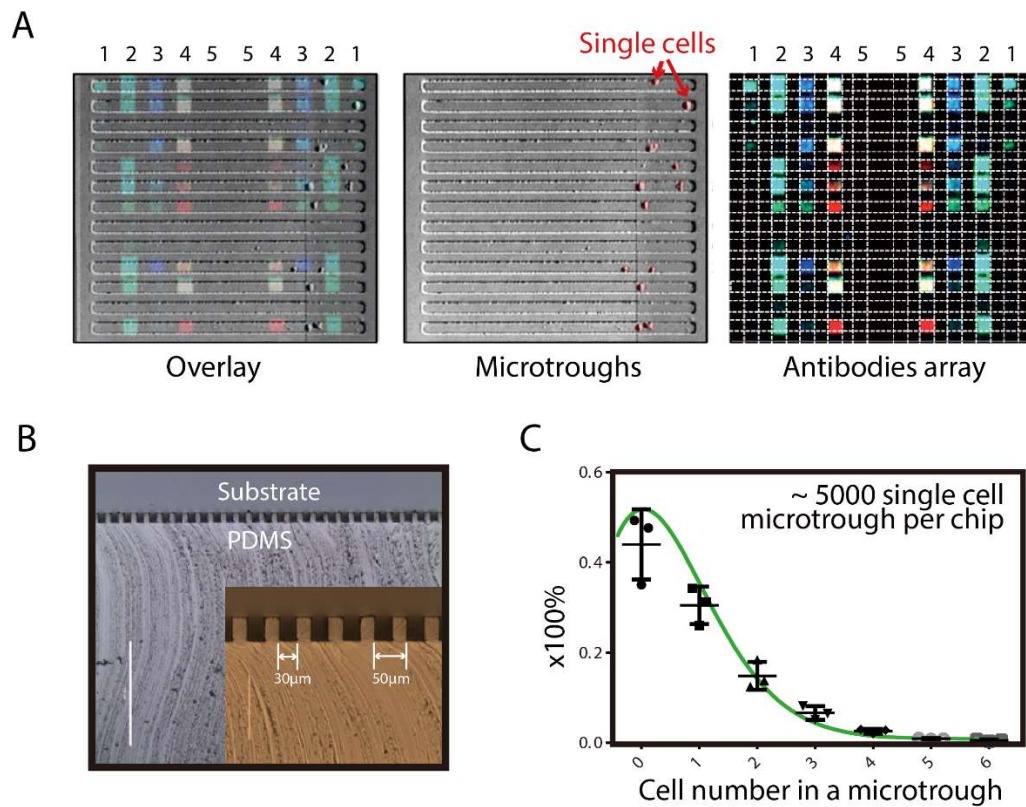 A
Single cells
1 2 3 4 5 5 4 3 2 1
1 2 3 4 5 5 4 3 2 1
Overlay
Microtroughs
Antibodies array
B
Substrate
PDMS
30μm
50μm
C
0.6
0.4
0.2
0.0
x100%
~ 5000 single cell
microtrough per chip
0 1 2 3 4 5 6
Cell number in a microtrough